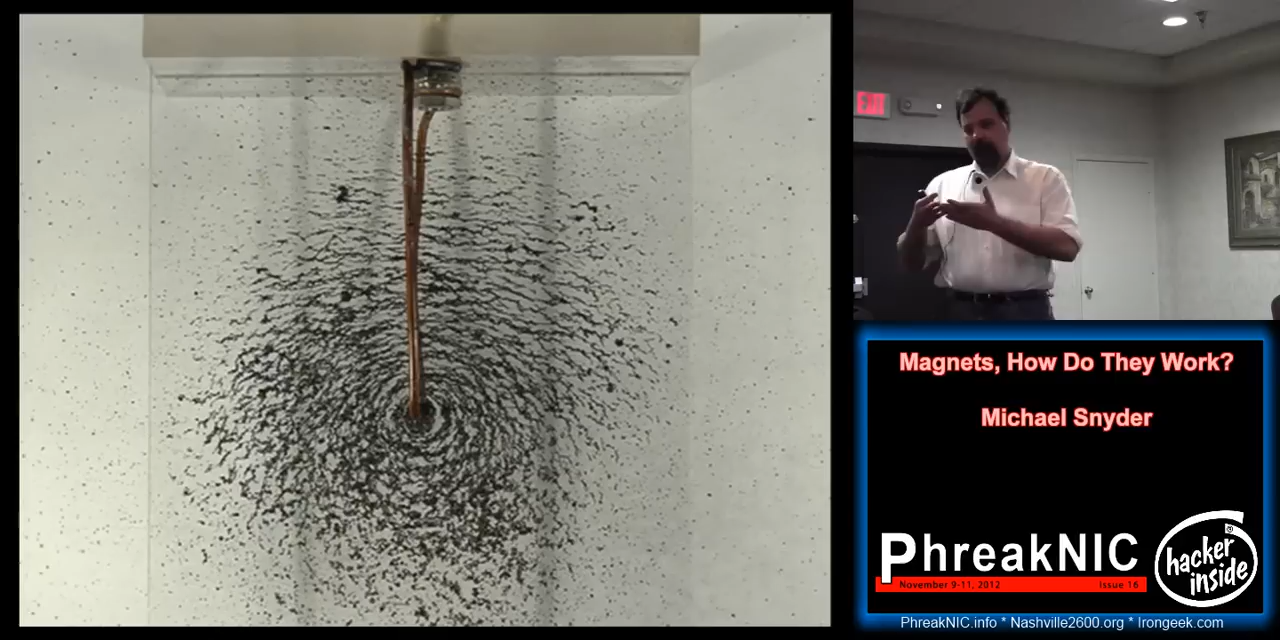 EXIT
Magnets, How Do They Work?
Michael Snyder
PhreakNIC
November 9-11, 2012 Issue 16
hacker
inside
PhreakNIC.info * Nashville2600.org * Irongeek.com